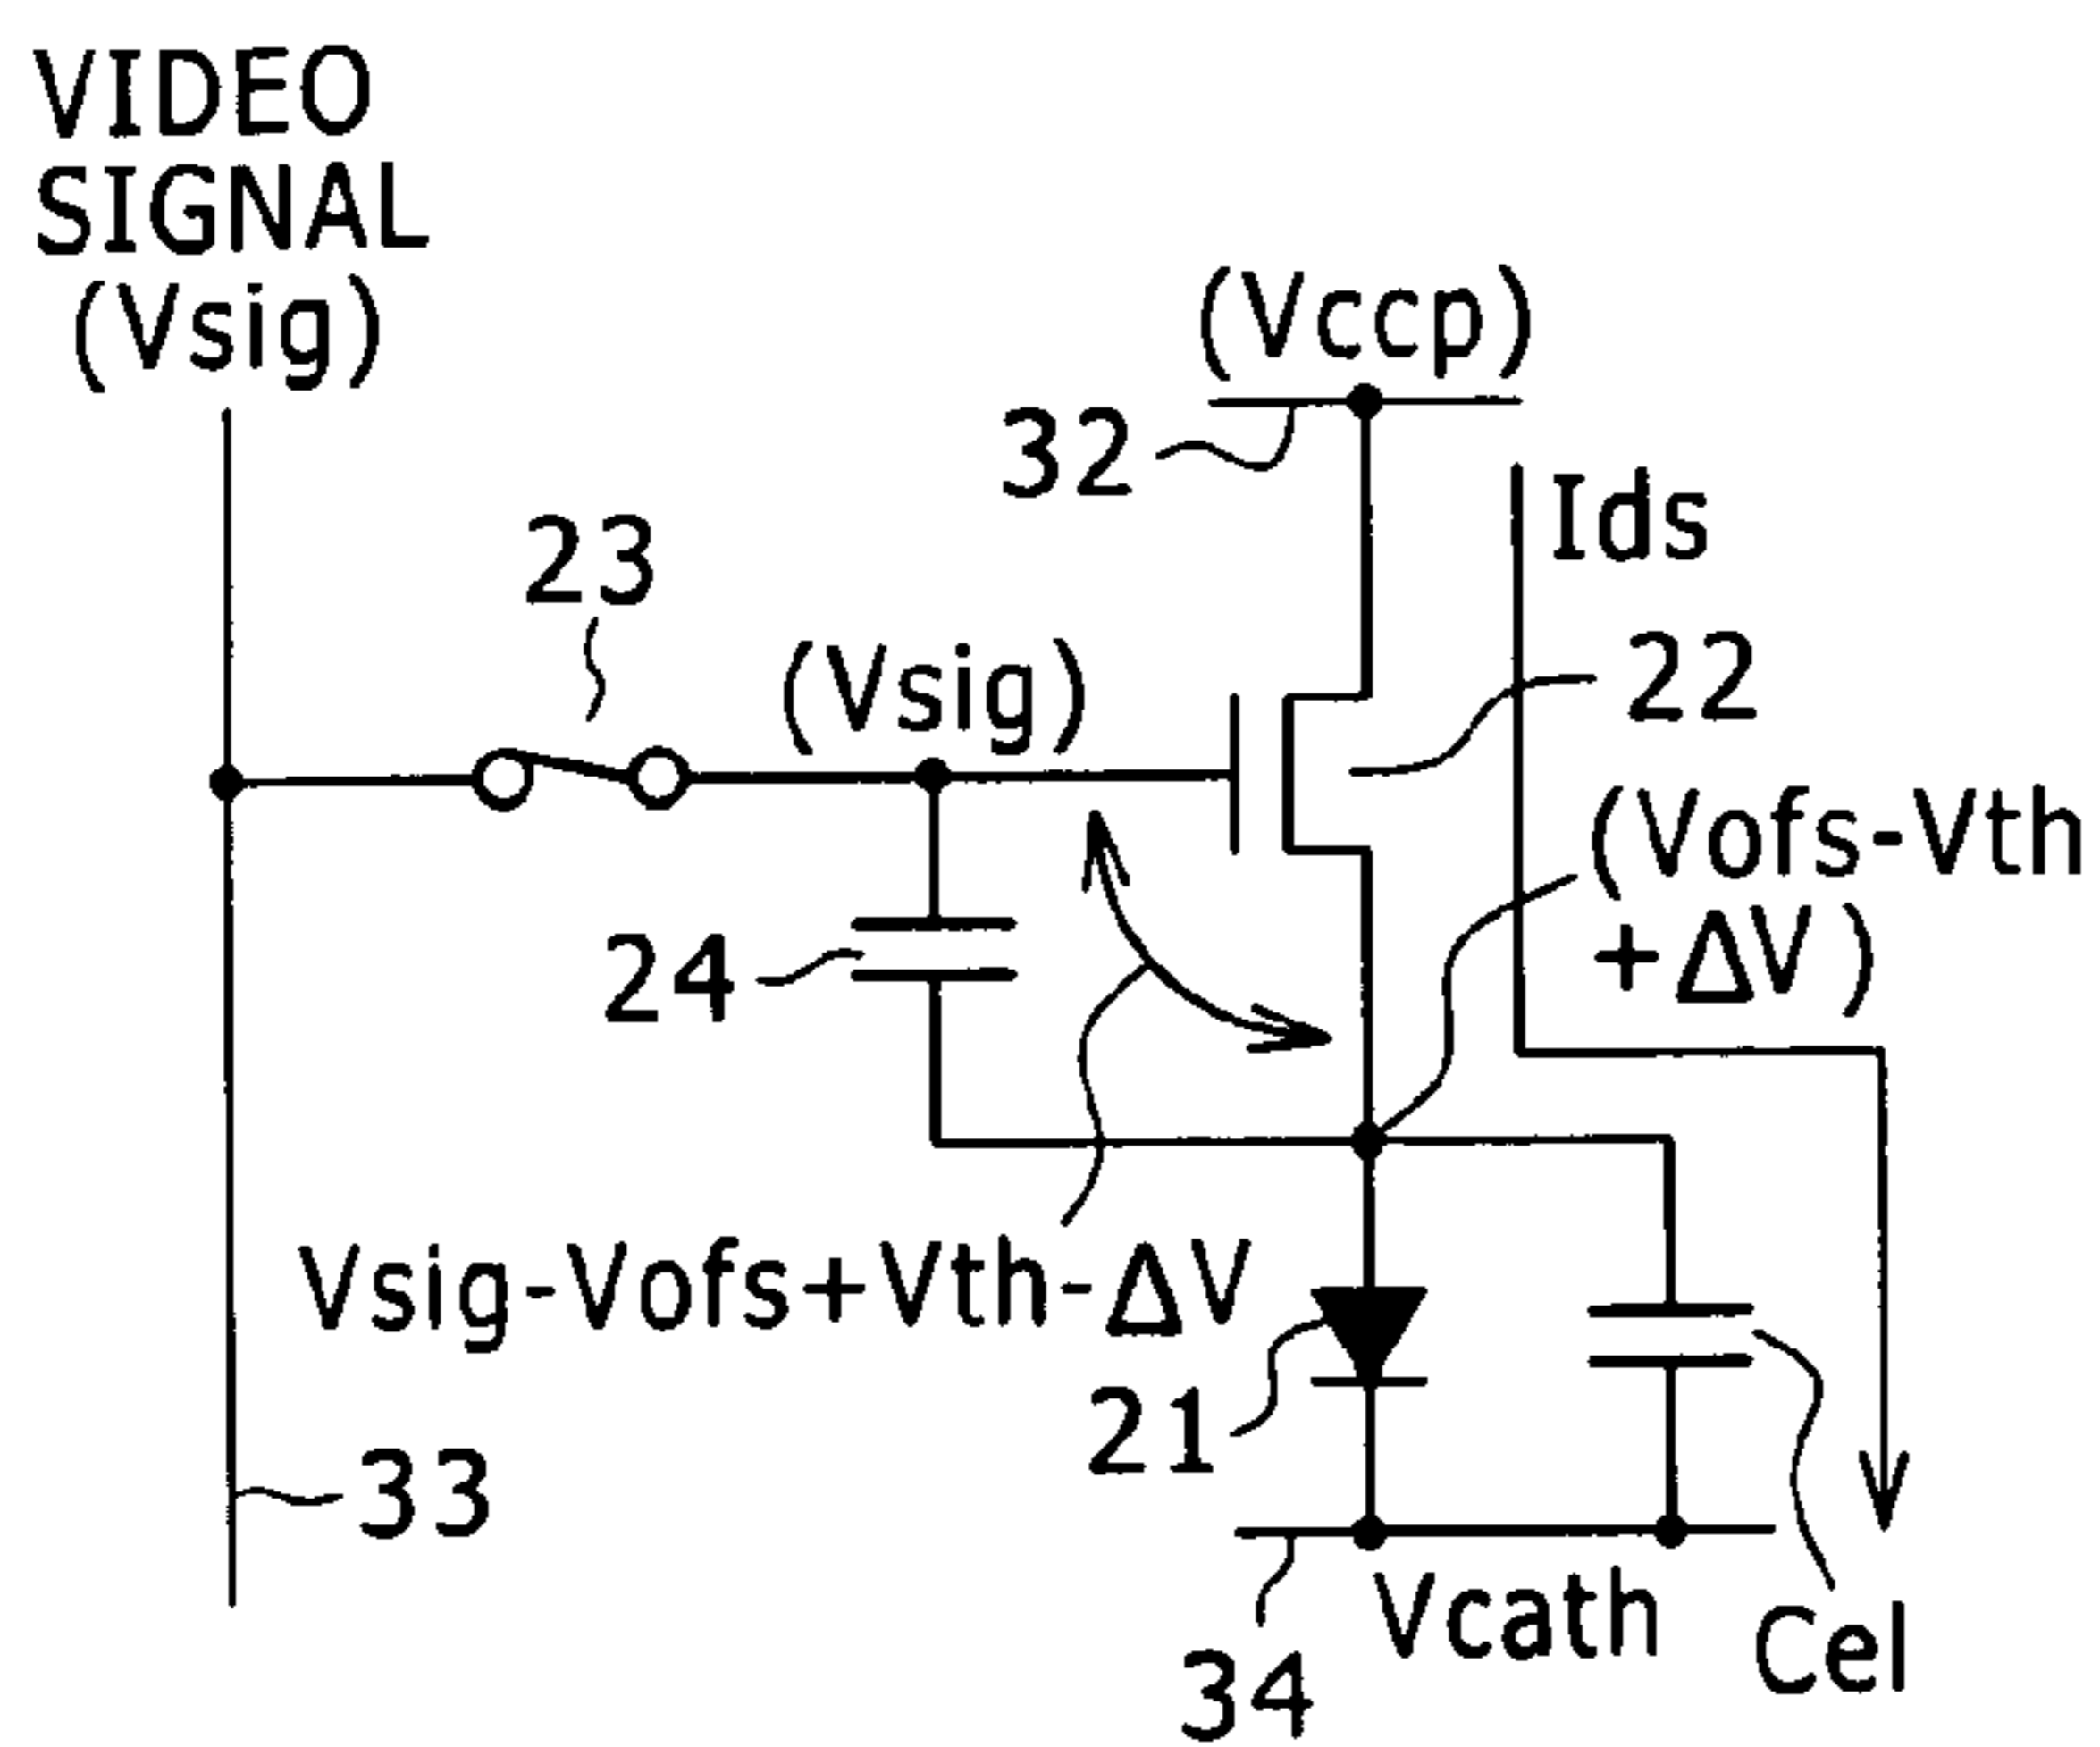 VIDEO
SIGNAL
(Vsig)
(Vccp)
32
Ids
23
22
(Vsig)
(Vofs-Vth
+ΔV)
24
Vsig-Vofs+Vth-ΔV
21
33
Vcath
Cel
34